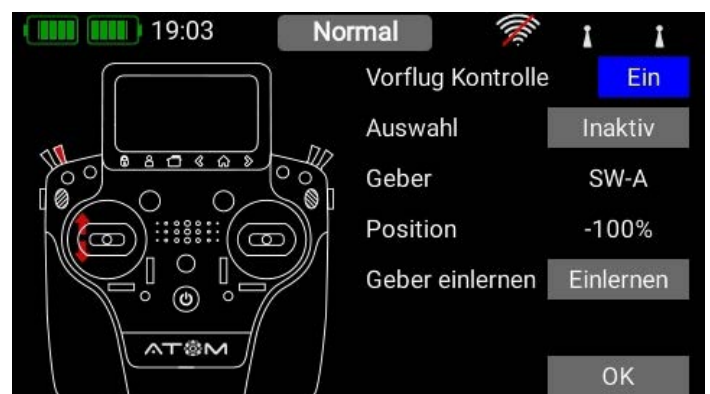 19:03 Normal
Vorflug Kontrolle Ein
Auswahl Inaktiv
Geber SW-A
Position -100%
Geber einlernen Einlernen
ATOM
OK